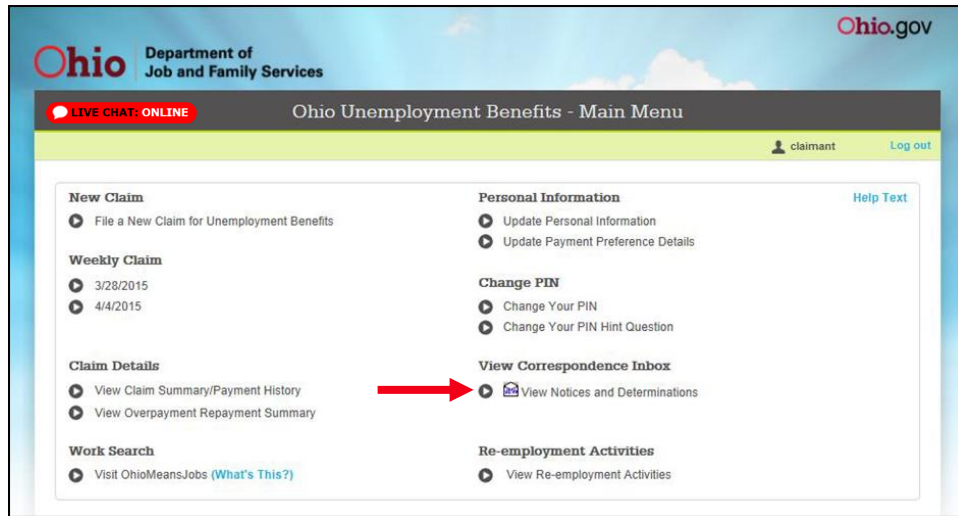 Ohio.gov
Ohio Department of
Job and Family Services
LIVE CHAT: ONLINE
Ohio Unemployment Benefits - Main Menu
claimant
Log out
New Claim
File a New Claim for Unemployment Benefits
Weekly Claim
3/28/2015
4/4/2015
Claim Details
View Claim Summary/Payment History
View Overpayment Repayment Summary
Work Search
Visit OhioMeansJobs (What's This?)
Personal Information
Help Text
Update Personal Information
Update Payment Preference Details
Change PIN
Change Your PIN
Change Your PIN Hint Question
View Correspondence Inbox
View Notices and Determinations
Re-employment Activities
View Re-employment Activities